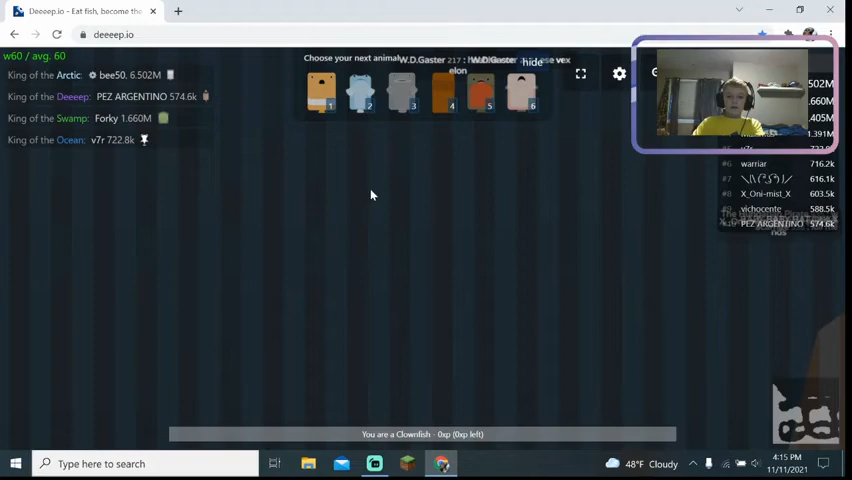 Deeeep.io - Eat fish, become the
deeeep.io
w60 / avg. 60
King of the Arctic: bee50. 6.502M
King of the Deeeep: PEZ ARGENTINO 574.6k
King of the Swamp: Forky 1.660M
King of the Ocean: v7r 722.8k
Choose your next animal
W.D.Gaster 217 :
hide
elon
1 2 3 4 5 6
502M
.660M
.405M
1.391M
#6 warriar 716.2k
#7 616.1k
#8 X_Oni-mist_X 603.5k
vichocente 588.5k
PEZ ARGENTINO 574.6k
You are a Clownfish - 0xp (0xp left)
Type here to search
48°F Cloudy
4:15 PM
11/11/2021